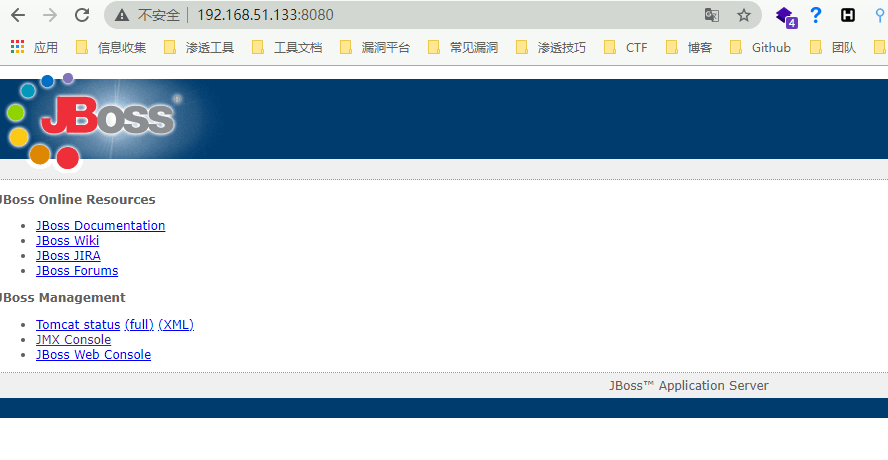 不安全 192.168.51.133:8080
4 ? H
应用 信息收集 渗透工具 工具文档 漏洞平台 常见漏洞 渗透技巧 CTF 博客 Github 团队
JBoss®
JBoss Online Resources
JBoss Documentation
JBoss Wiki
JBoss JIRA
JBoss Forums
JBoss Management
Tomcat status (full) (XML)
JMX Console
JBoss Web Console
JBoss™ Application Server